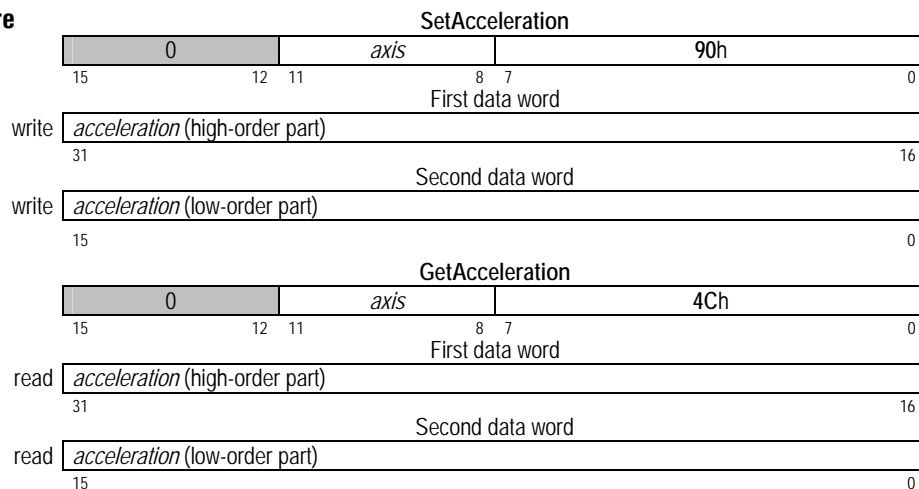 re
SetAcceleration
0 axis 90h
15 12 11 8 7 0
First data word
write acceleration (high-order part)
31 16
Second data word
write acceleration (low-order part)
15 0
GetAcceleration
0 axis 4Ch
15 12 11 8 7 0
First data word
read acceleration (high-order part)
31 16
Second data word
read acceleration (low-order part)
15 0